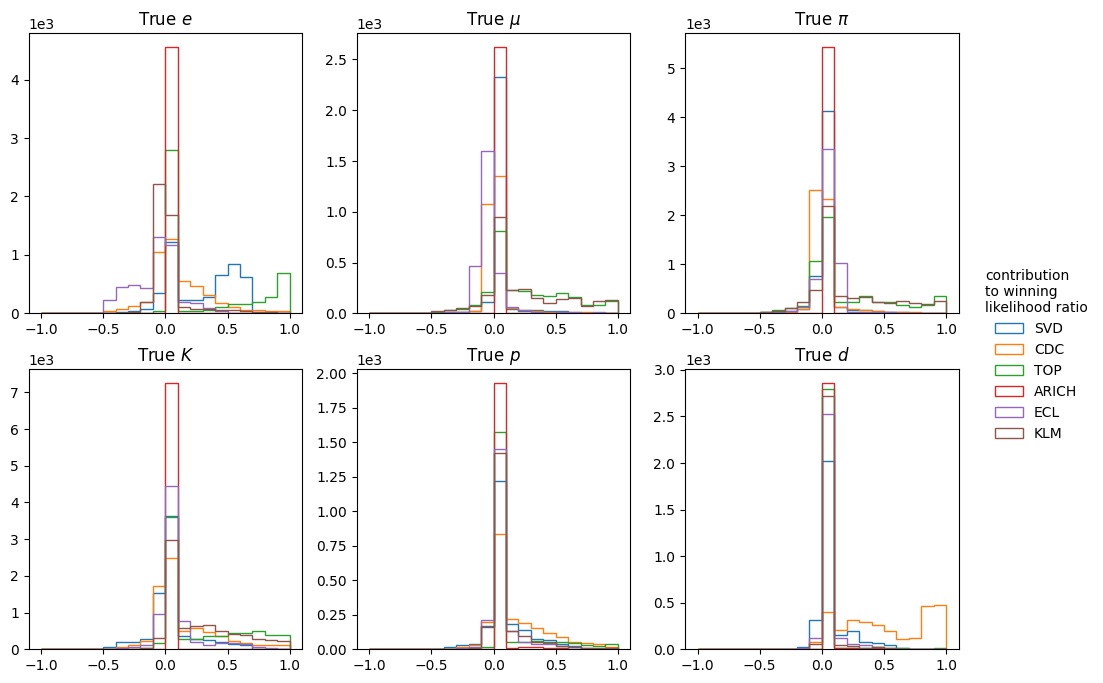 True e
1e3
4
3
2
1
0
−1.0 −0.5 0.0 0.5 1.0
True μ
1e3
2.5
2.0
1.5
1.0
0.5
0.0
−1.0 −0.5 0.0 0.5 1.0
True π
1e3
5
4
3
2
1
0
−1.0 −0.5 0.0 0.5 1.0
True K
1e3
7
6
5
4
3
2
1
0
−1.0 −0.5 0.0 0.5 1.0
True p
1e3
2.00
1.75
1.50
1.25
1.00
0.75
0.50
0.25
0.00
−1.0 −0.5 0.0 0.5 1.0
True d
1e3
3.0
2.5
2.0
1.5
1.0
0.5
0.0
−1.0 −0.5 0.0 0.5 1.0
contribution
to winning
likelihood ratio
SVD
CDC
TOP
ARICH
ECL
KLM